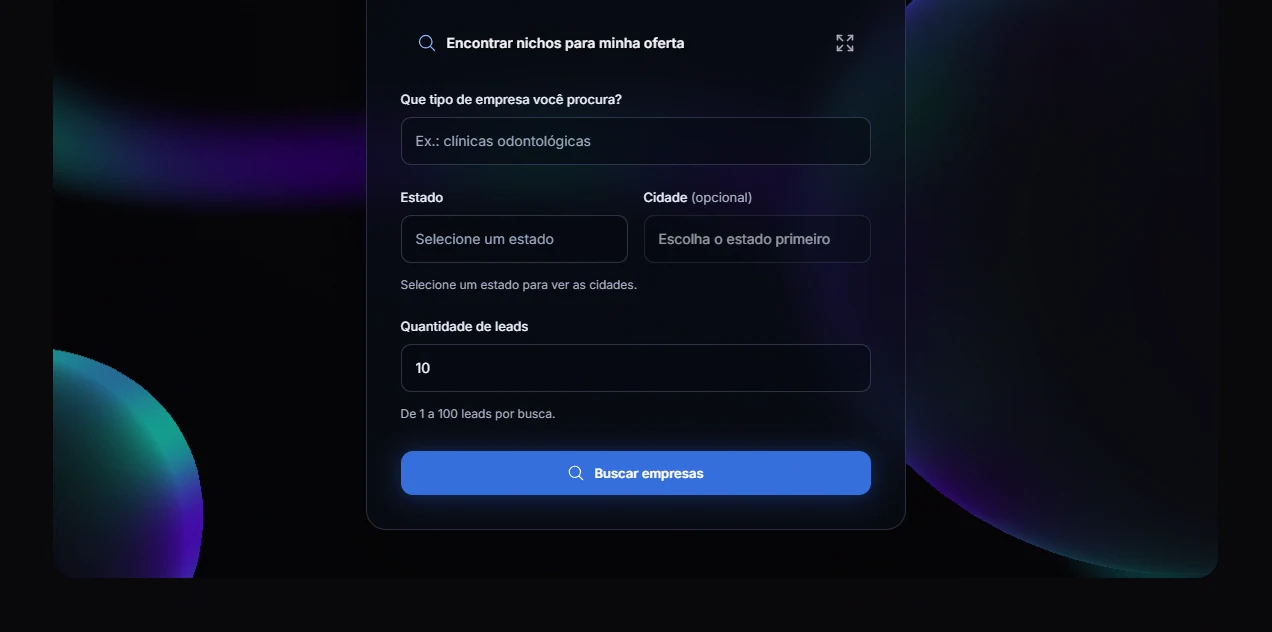 Encontrar nichos para minha oferta
Que tipo de empresa você procura?
Ex.: clínicas odontológicas
Estado
Cidade (opcional)
Selecione um estado
Escolha o estado primeiro
Selecione um estado para ver as cidades.
Quantidade de leads
10
De 1 a 100 leads por busca.
Buscar empresas